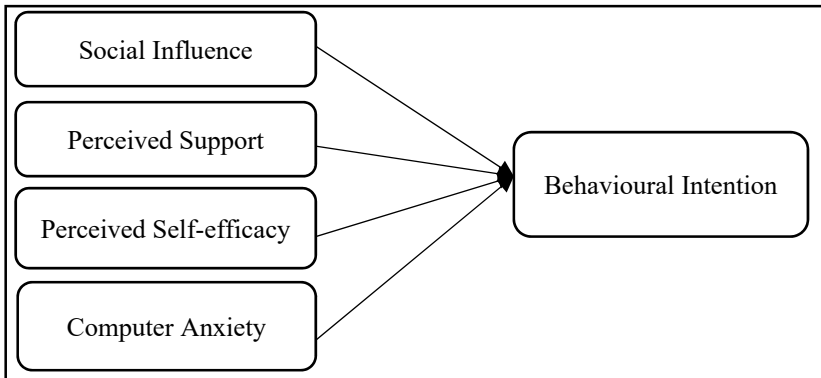 Social Influence
Perceived Support
Behavioural Intention
Perceived Self-efficacy
Computer Anxiety